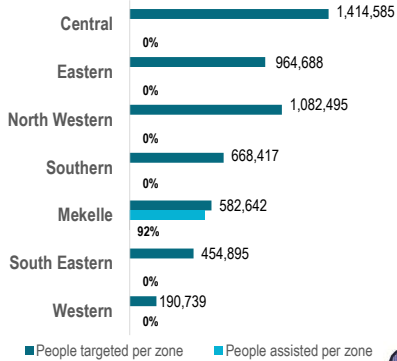 Central 1,414,585
0%
Eastern 964,688
0%
North Western 1,082,495
0%
Southern 668,417
0%
Mekelle 582,642
92%
South Eastern 454,895
0%
Western 190,739
0%
People targeted per zone People assisted per zone